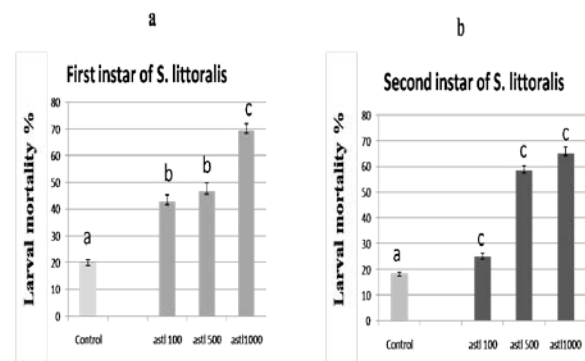 a
First instar of S. littoralis
Larval mortality %
80
70
60
50
40
30
20
10
0
a
b
b
c
Control
astl 100
astl 500
astl1000
b
Second instar of S. littoralis
Larval mortality %
80
70
60
50
40
30
20
10
0
a
c
c
c
Control
astl 100
astl 500
astl1000